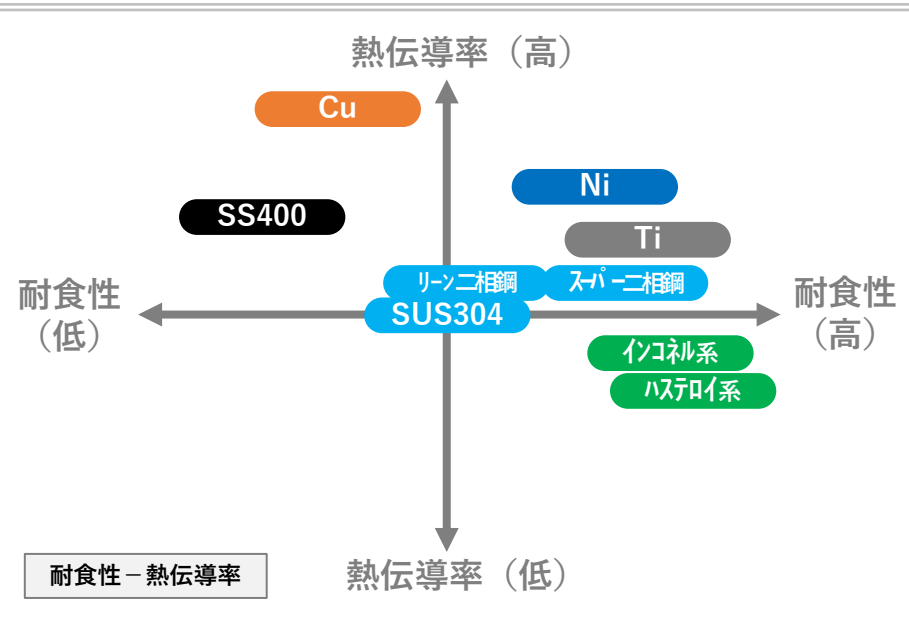 熱伝導率（高）
Cu
Ni
SS400
Ti
リーン二相鋼
スーパー二相鋼
耐食性
（低）
SUS304
耐食性
（高）
インコネル系
ハステロイ系
耐食性－熱伝導率
熱伝導率（低）